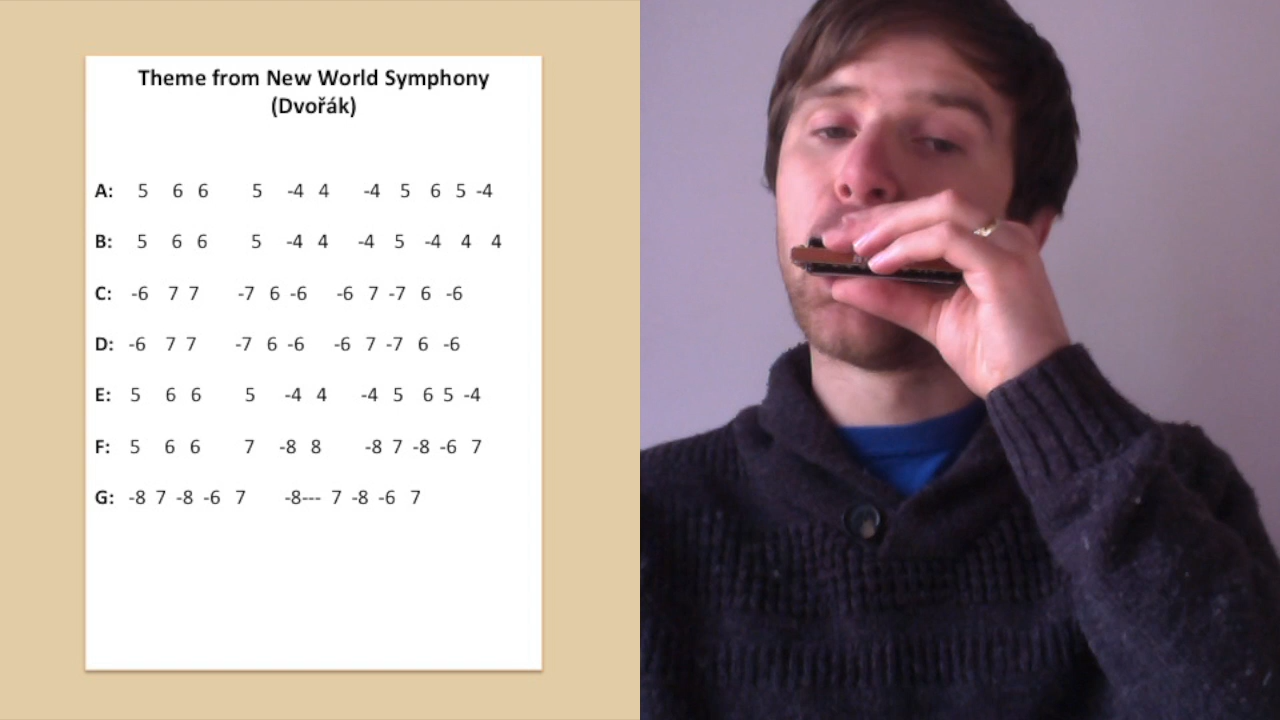 Theme from New World Symphony
(Dvořák)
A: 5 6 6 5 -4 4 -4 5 6 5 -4
B: 5 6 6 5 -4 4 -4 5 -4 4 4
C: -6 7 7 -7 6 -6 -6 7 -7 6 -6
D: -6 7 7 -7 6 -6 -6 7 -7 6 -6
E: 5 6 6 5 -4 4 -4 5 6 5 -4
F: 5 6 6 7 -8 8 -8 7 -8 -6 7
G: -8 7 -8 -6 7 -8--- 7 -8 -6 7